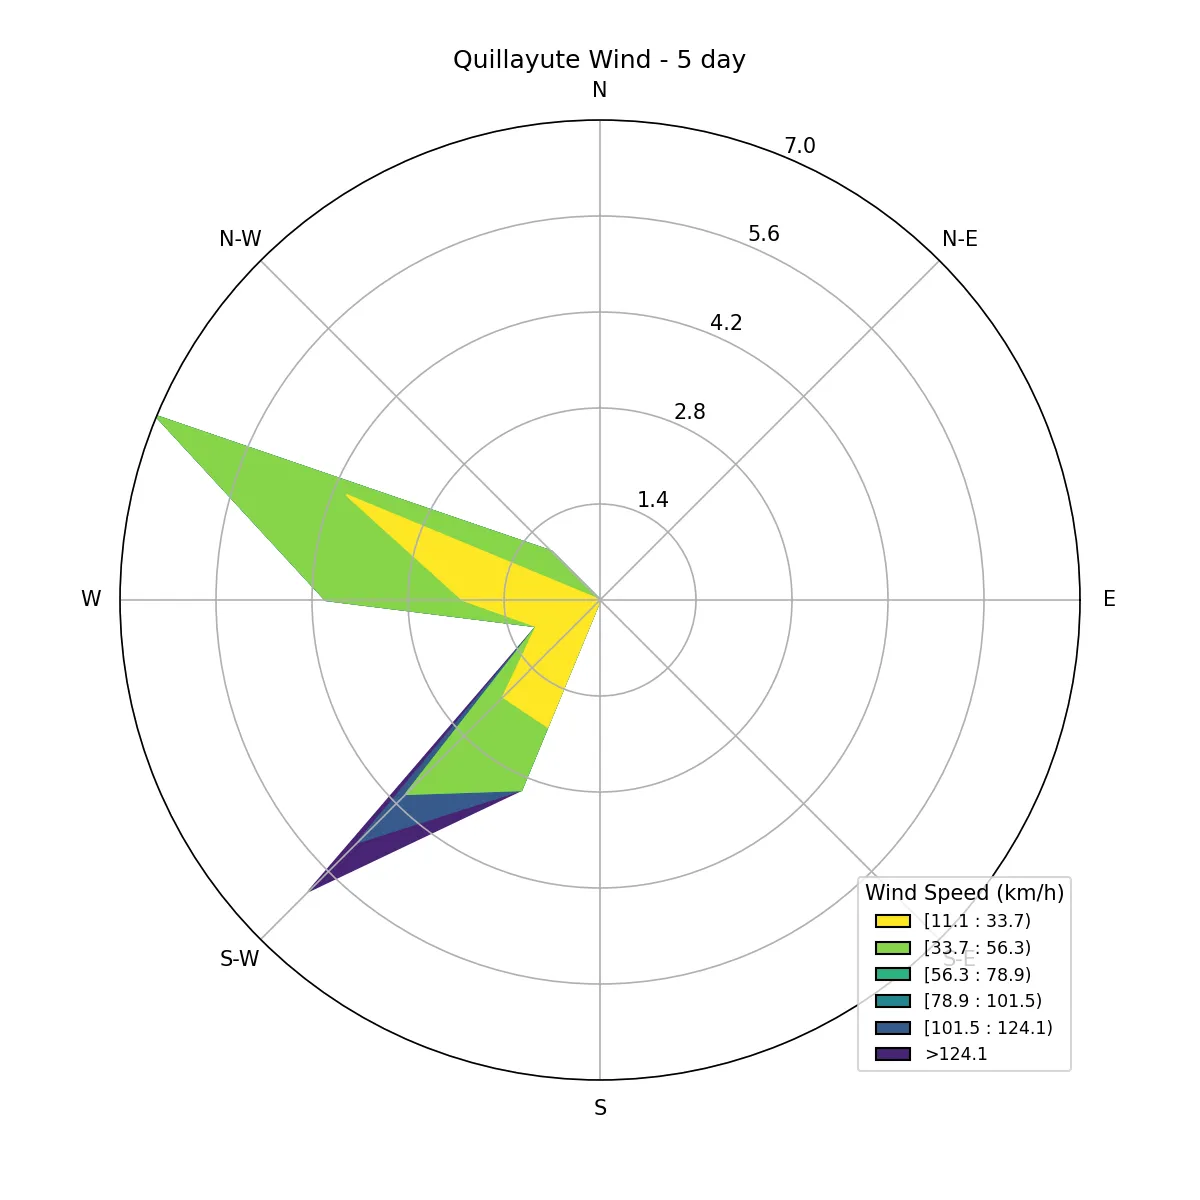 Quillayute Wind - 5 day
N
7.0
5.6
N-W
N-E
4.2
2.8
1.4
W
E
S-W
S-E
Wind Speed (km/h)
[11.1 : 33.7)
[33.7 : 56.3)
[56.3 : 78.9)
[78.9 : 101.5)
[101.5 : 124.1)
>124.1
S